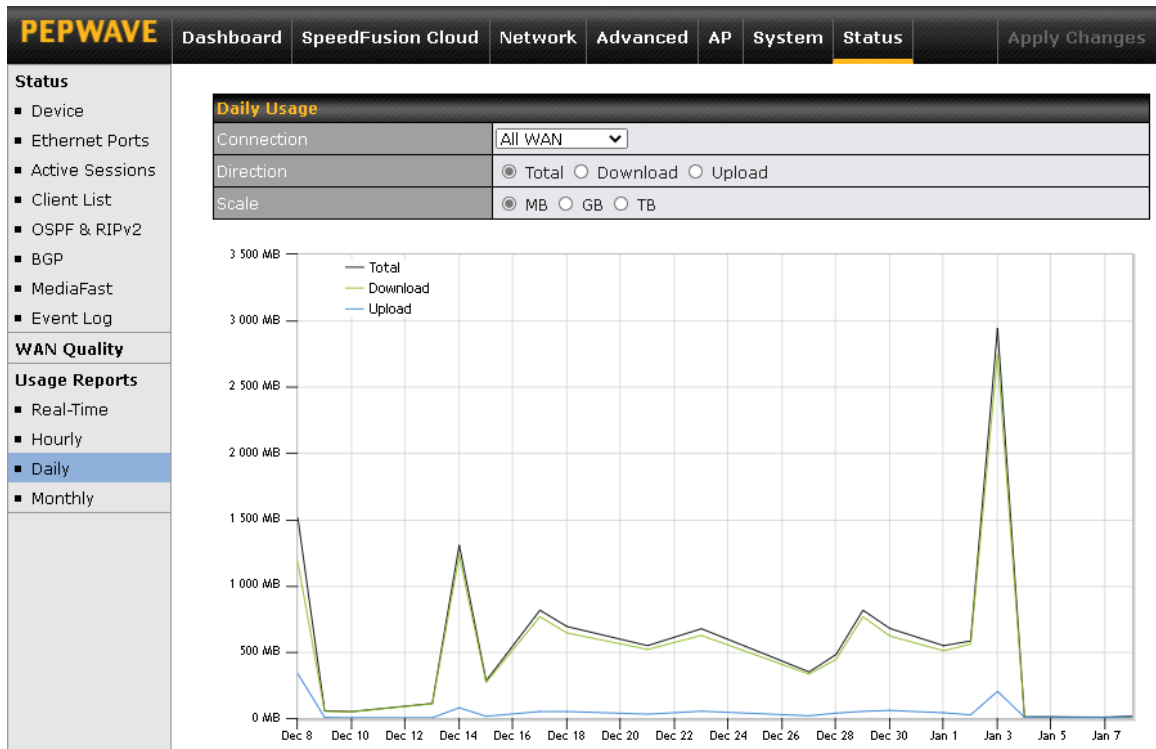 PEPWAVE
Dashboard SpeedFusion Cloud Network Advanced AP System Status Apply Changes
Status
Device
Ethernet Ports
Active Sessions
Client List
OSPF & RIPv2
BGP
MediaFast
Event Log
WAN Quality
Usage Reports
Real-Time
Hourly
Daily
Monthly
Daily Usage
Connection All WAN
Direction Total Download Upload
Scale MB GB TB
3 500 MB
3 000 MB
2 500 MB
2 000 MB
1 500 MB
1 000 MB
500 MB
0 MB
Total
Download
Upload
Dec 8 Dec 10 Dec 12 Dec 14 Dec 16 Dec 18 Dec 20 Dec 22 Dec 24 Dec 26 Dec 28 Dec 30 Jan 1 Jan 3 Jan 5 Jan 7